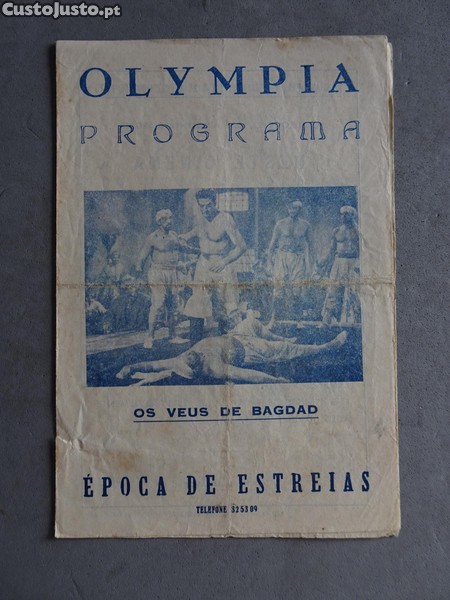 CustoJusto.pt
OLYMPIA
PROGRAMA
OS VEUS DE BAGDAD
ÉPOCA DE ESTREIAS
TELEFONE 325309